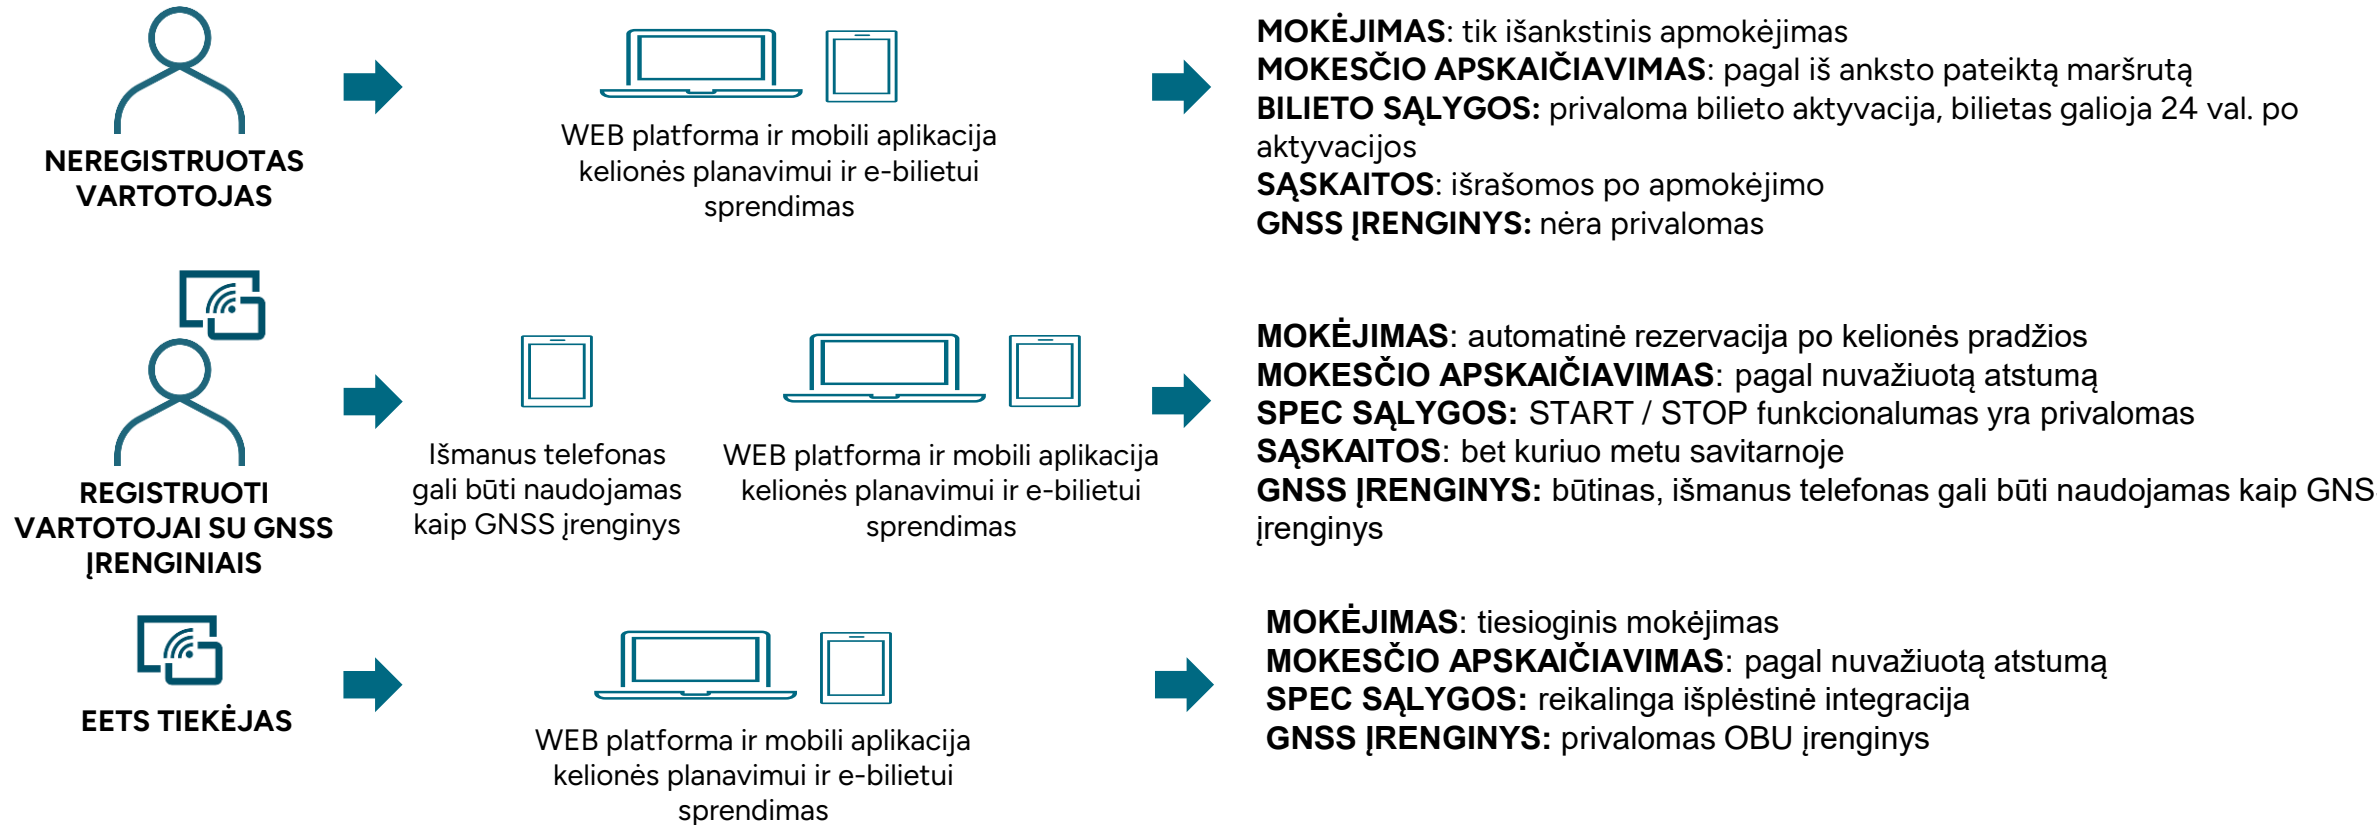 NEREGISTRUOTAS
VARTOTOJAS
WEB platforma ir mobili aplikacija
kelionės planavimui ir e-bilietui
sprendimas
MOKĖJIMAS: tik išankstinis apmokėjimas
MOKESČIO APSKAIČIAVIMAS: pagal iš anksto pateiktą maršrutą
BILIETO SĄLYGOS: privaloma bilieto aktyvacija, bilietas galioja 24 val. po
aktyvacijos
SĄSKAITOS: išrašomos po apmokėjimo
GNSS ĮRENGINYS: nėra privalomas
REGISTRUOTI
VARTOTOJAI SU GNSS
ĮRENGINIAIS
Išmanus telefonas
gali būti naudojamas
kaip GNSS įrenginys
WEB platforma ir mobili aplikacija
kelionės planavimui ir e-bilietui
sprendimas
MOKĖJIMAS: automatinė rezervacija po kelionės pradžios
MOKESČIO APSKAIČIAVIMAS: pagal nuvažiuotą atstumą
SPEC SĄLYGOS: START / STOP funkcionalumas yra privalomas
SĄSKAITOS: bet kuriuo metu savitarnoje
GNSS ĮRENGINYS: būtinas, išmanus telefonas gali būti naudojamas kaip GNS
įrenginys
EETS TIEKĖJAS
WEB platforma ir mobili aplikacija
kelionės planavimui ir e-bilietui
sprendimas
MOKĖJIMAS: tiesioginis mokėjimas
MOKESČIO APSKAIČIAVIMAS: pagal nuvažiuotą atstumą
SPEC SĄLYGOS: reikalinga išplėstinė integracija
GNSS ĮRENGINYS: privalomas OBU įrenginys